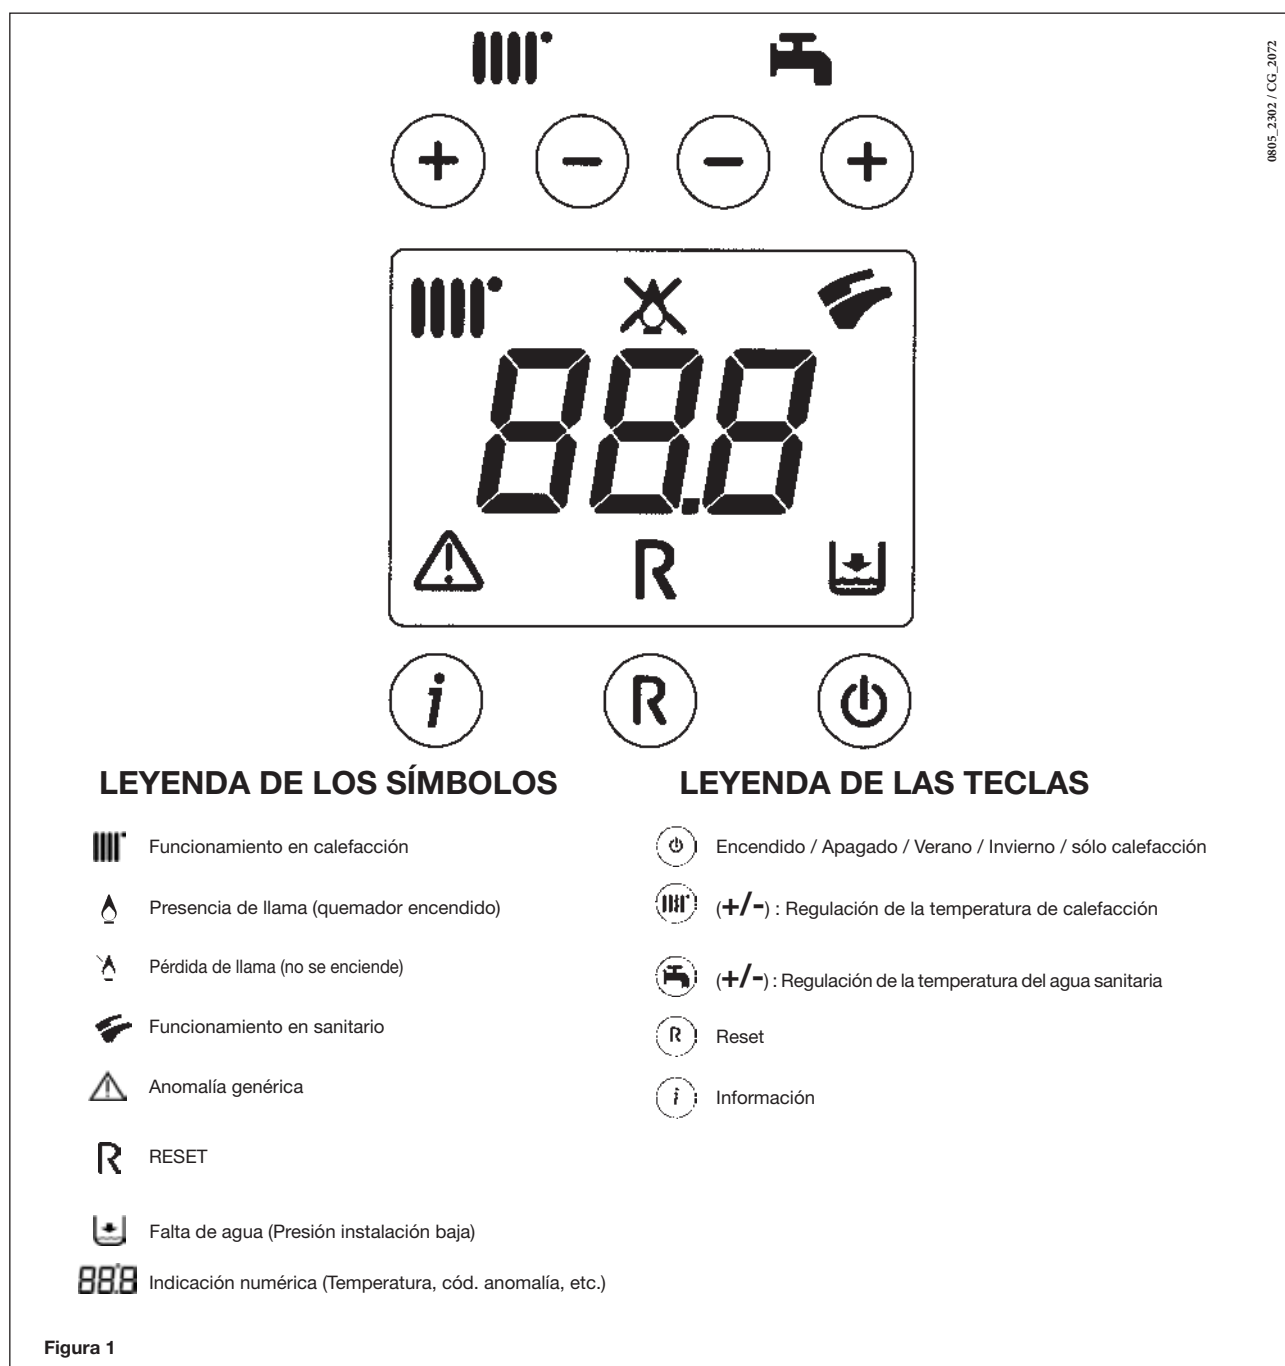 0805_2302 / CG_2072
+ - - +
88.8
R
i R
LEYENDA DE LOS SÍMBOLOS
Funcionamiento en calefacción
Presencia de llama (quemador encendido)
Pérdida de llama (no se enciende)
Funcionamiento en sanitario
Anomalía genérica
R RESET
Falta de agua (Presión instalación baja)
88.8 Indicación numérica (Temperatura, cód. anomalía, etc.)
LEYENDA DE LAS TECLAS
Encendido / Apagado / Verano / Invierno / sólo calefacción
(+/-) : Regulación de la temperatura de calefacción
(+/-) : Regulación de la temperatura del agua sanitaria
R Reset
i Información
Figura 1